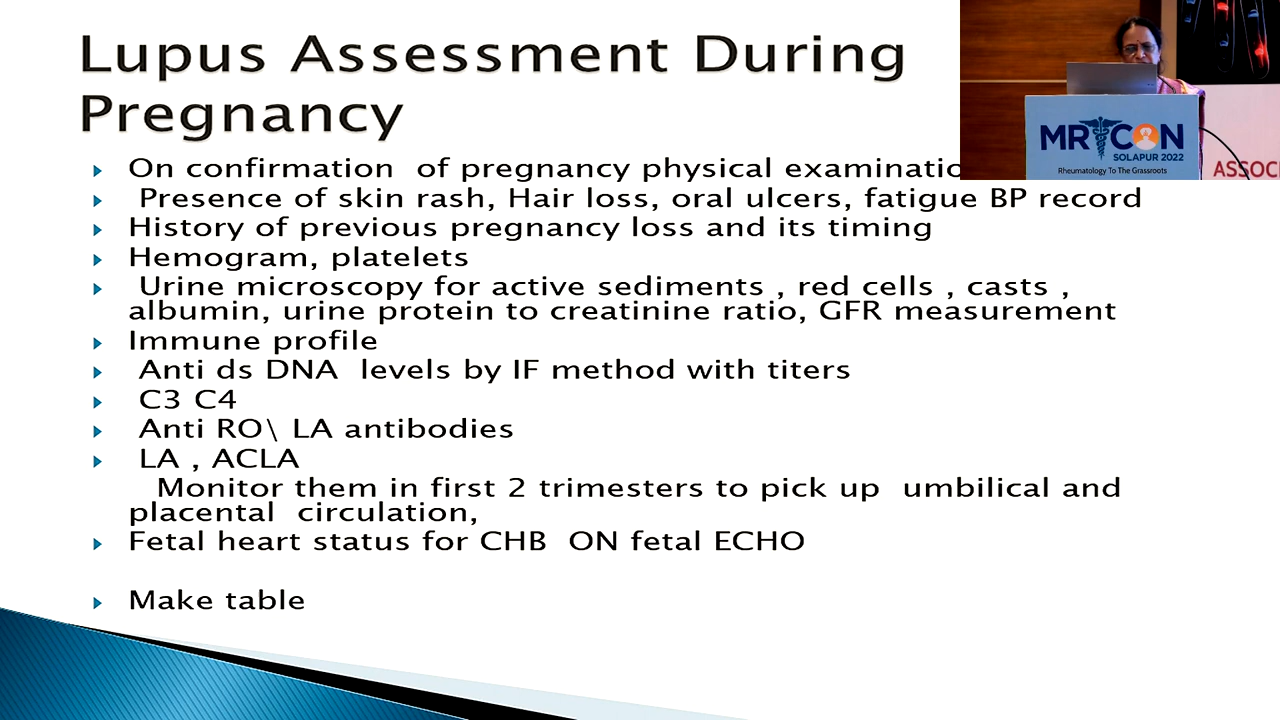 Lupus Assessment During
Pregnancy
On confirmation of pregnancy physical
Presence of skin rash, Hair loss, oral ulcers, fatigue BP record
History of previous pregnancy loss and its timing
Hemogram, platelets
Urine microscopy for active sediments , red cells , casts ,
albumin, urine protein to creatinine ratio, GFR measurement
Immune profile
Anti ds DNA levels by IF method with titers
C3 C4
Anti RO\ LA antibodies
LA , ACLA
Monitor them in first 2 trimesters to pick up umbilical and
placental circulation,
Fetal heart status for CHB ON fetal ECHO
Make table
MR CON
SOLAPUR 2022
Rheumatology To The Grassroots